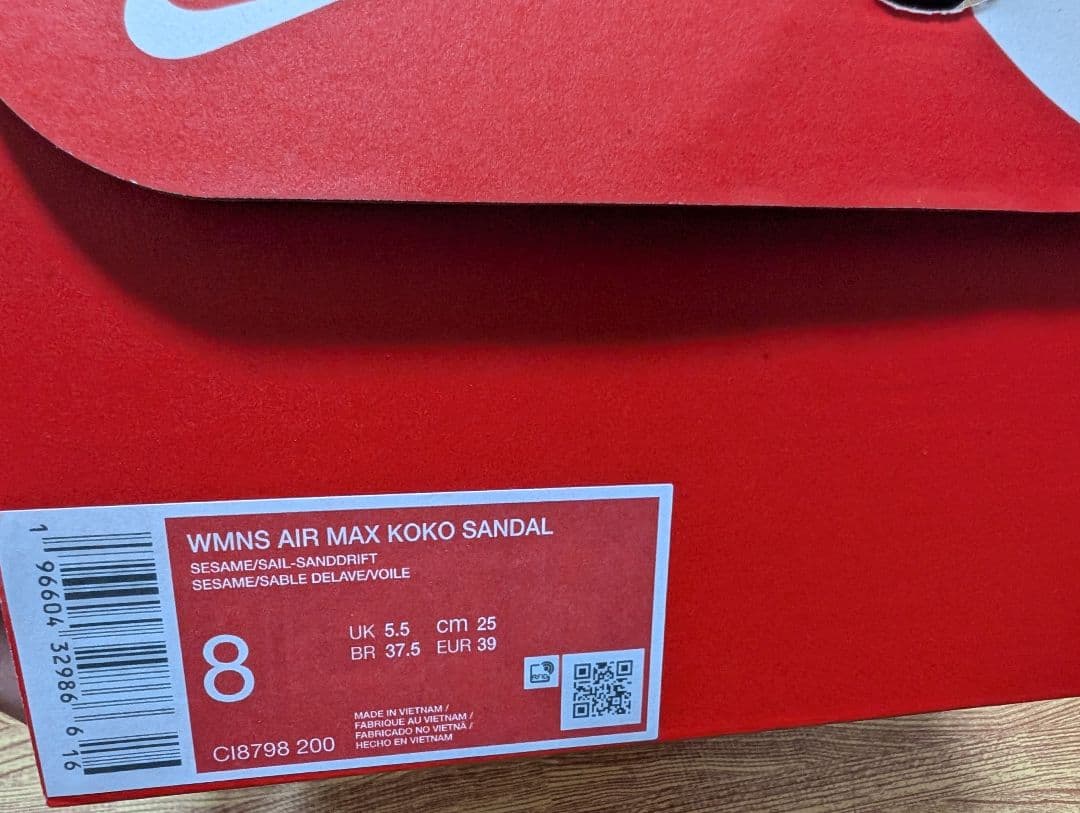 WMNS AIR MAX KOKO SANDAL
SESAME/SAIL-SANDDRIFT
SESAME/SABLE DELAVE/VOILE
8
UK 5.5 cm 25
BR 37.5 EUR 39
RFID
MADE IN VIETNAM /
FABRIQUE AU VIETNAM /
FABRICADO NO VIETNÃ /
HECHO EN VIETNAM
CI8798 200
1 96604 32986 6 16